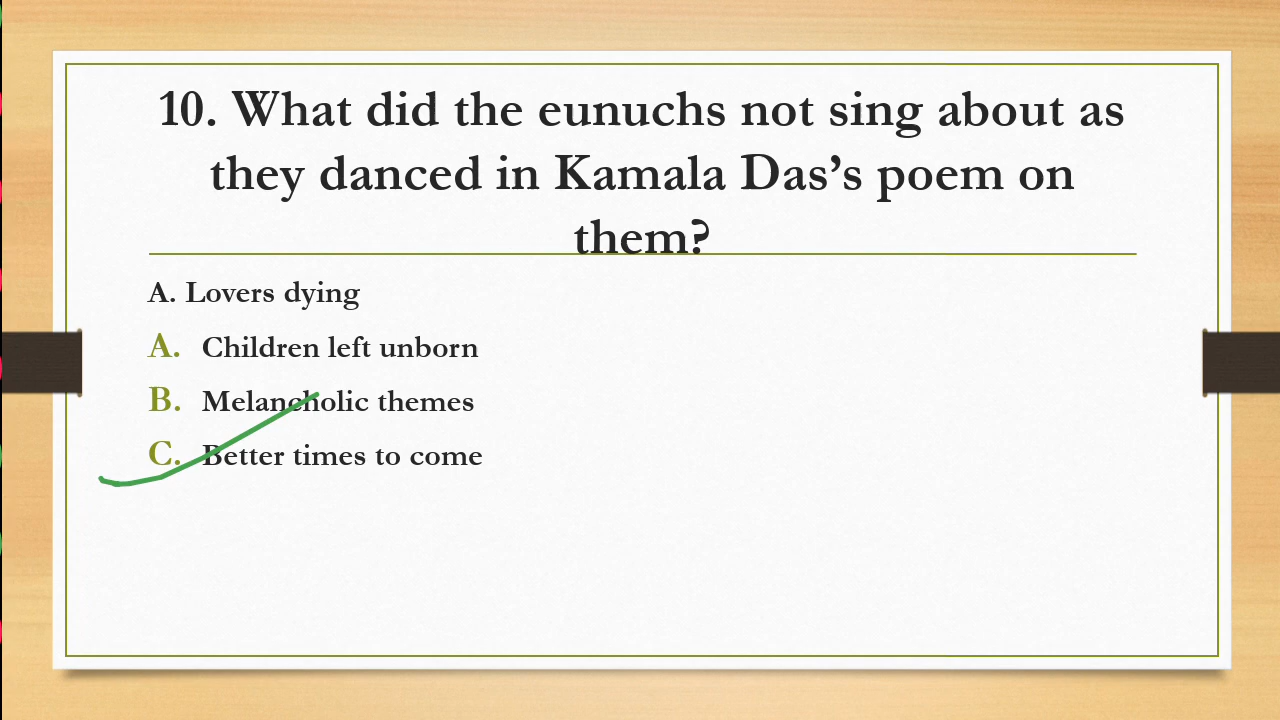 10. What did the eunuchs not sing about as
they danced in Kamala Das’s poem on
them?
A. Lovers dying
A. Children left unborn
B. Melancholic themes
C. Better times to come